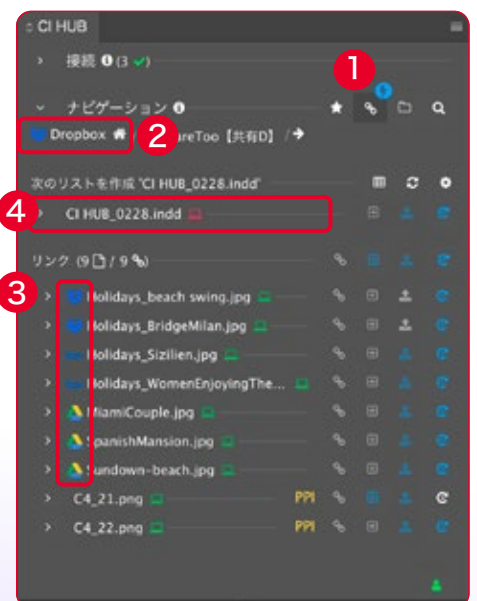 CI HUB
接続 (3 ✓)
1
ナビゲーション
Dropbox / 2 ureToo【共有D】 /
次のリストを作成 "CI HUB_0228.indd"
4
CI HUB_0228.indd
リンク (9 / 9)
3
Holidays_beach swing.jpg
Holidays_BridgeMilan.jpg
Holidays_Sizilien.jpg
Holidays_WomenEnjoyingThe...
MiamiCouple.jpg
SpanishMansion.jpg
Sundown-beach.jpg
C4_21.png PPI
C4_22.png PPI